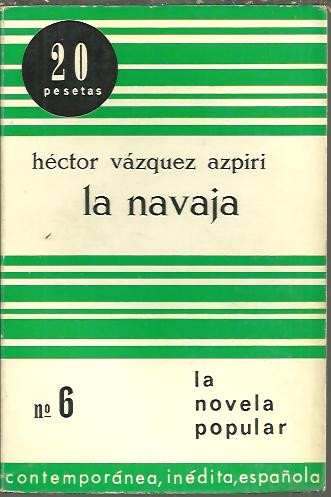 20
pesetas
héctor vázquez azpiri
la navaja
nº 6
la
novela
popular
contemporánea, inédita, española